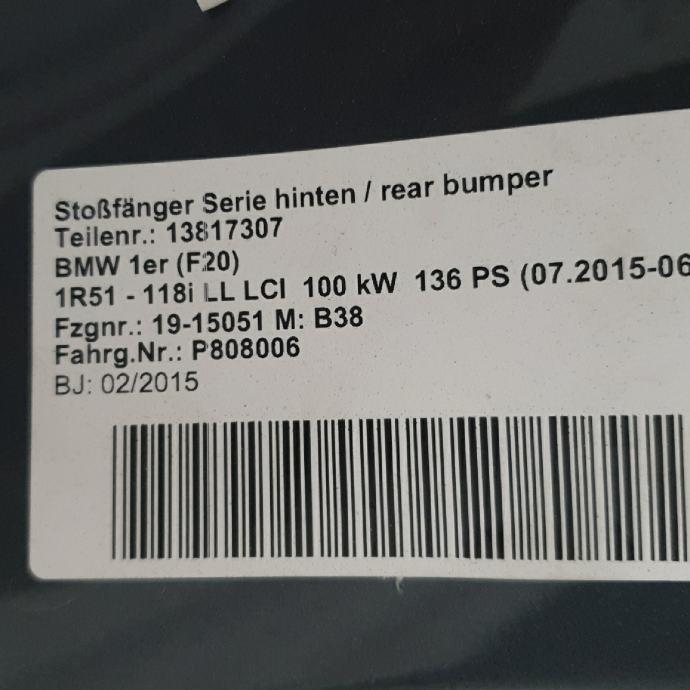 Stoßfänger Serie hinten / rear bumper
Teilenr.: 13817307
BMW 1er (F20)
1R51 - 118i LL LCI 100 kW 136 PS (07.2015-06
Fzgnr.: 19-15051 M: B38
Fahrg.Nr.: P808006
BJ: 02/2015